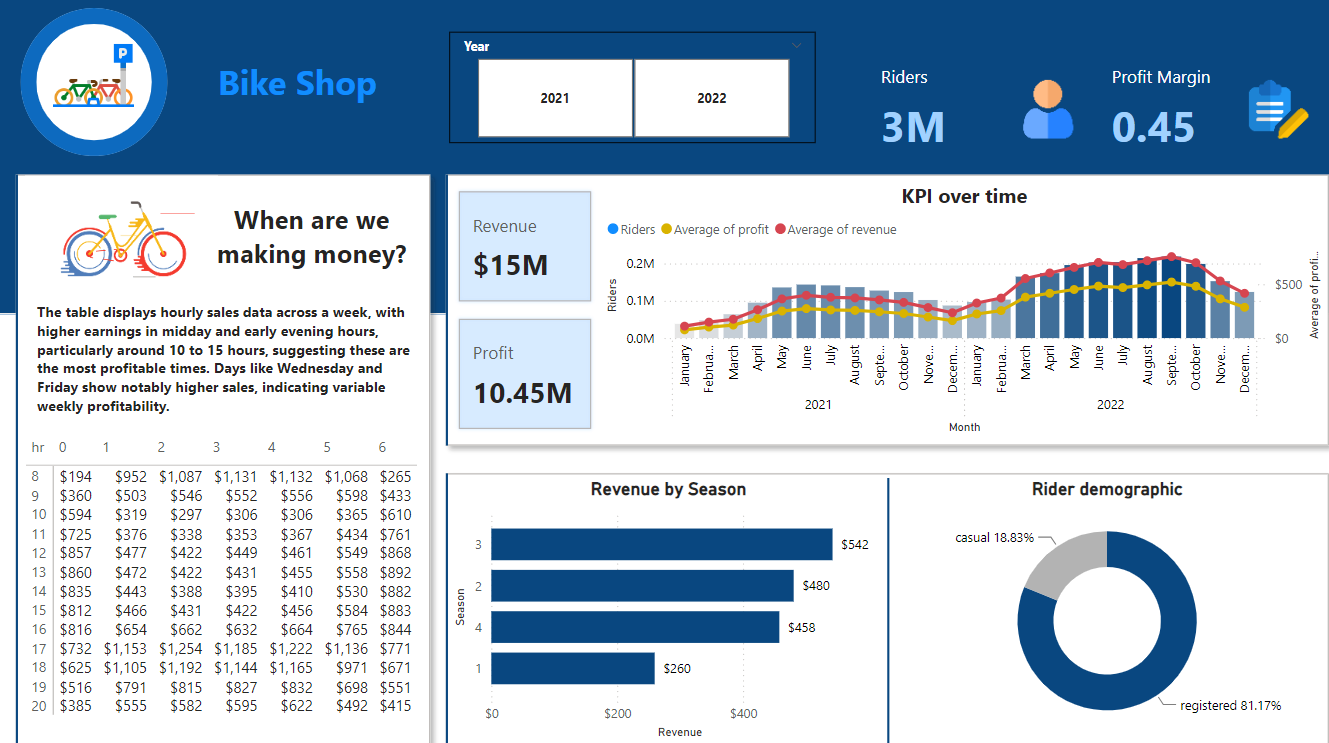 P
Bike Shop
Year
2021 2022
Riders
3M
Profit Margin
0.45
When are we
making money?
The table displays hourly sales data across a week, with
higher earnings in midday and early evening hours,
particularly around 10 to 15 hours, suggesting these are
the most profitable times. Days like Wednesday and
Friday show notably higher sales, indicating variable
weekly profitability.
hr 0 1 2 3 4 5 6
8 $194 $952 $1,087 $1,131 $1,132 $1,068 $265
9 $360 $503 $546 $552 $556 $598 $433
10 $594 $319 $297 $306 $306 $365 $610
11 $725 $376 $338 $353 $367 $434 $761
12 $857 $477 $422 $449 $461 $549 $868
13 $860 $472 $422 $431 $455 $558 $892
14 $835 $443 $388 $395 $410 $530 $882
15 $812 $466 $431 $422 $456 $584 $883
16 $816 $654 $662 $632 $664 $765 $844
17 $732 $1,153 $1,254 $1,185 $1,222 $1,136 $771
18 $625 $1,105 $1,192 $1,144 $1,165 $971 $671
19 $516 $791 $815 $827 $832 $698 $551
20 $385 $555 $582 $595 $622 $492 $415
Revenue
$15M
Profit
10.45M
KPI over time
Riders Average of profit Average of revenue
Riders
0.2M
0.1M
0.0M
$500
$0
Average of profi...
January Februa... March April May June July August Septe... October Nove... Decem... January Februa... March April May June July August Septe... October Nove... Decem...
2021 2022
Month
Revenue by Season
Season
3 $542
2 $480
4 $458
1 $260
$0 $200 $400
Revenue
Rider demographic
casual 18.83%
registered 81.17%